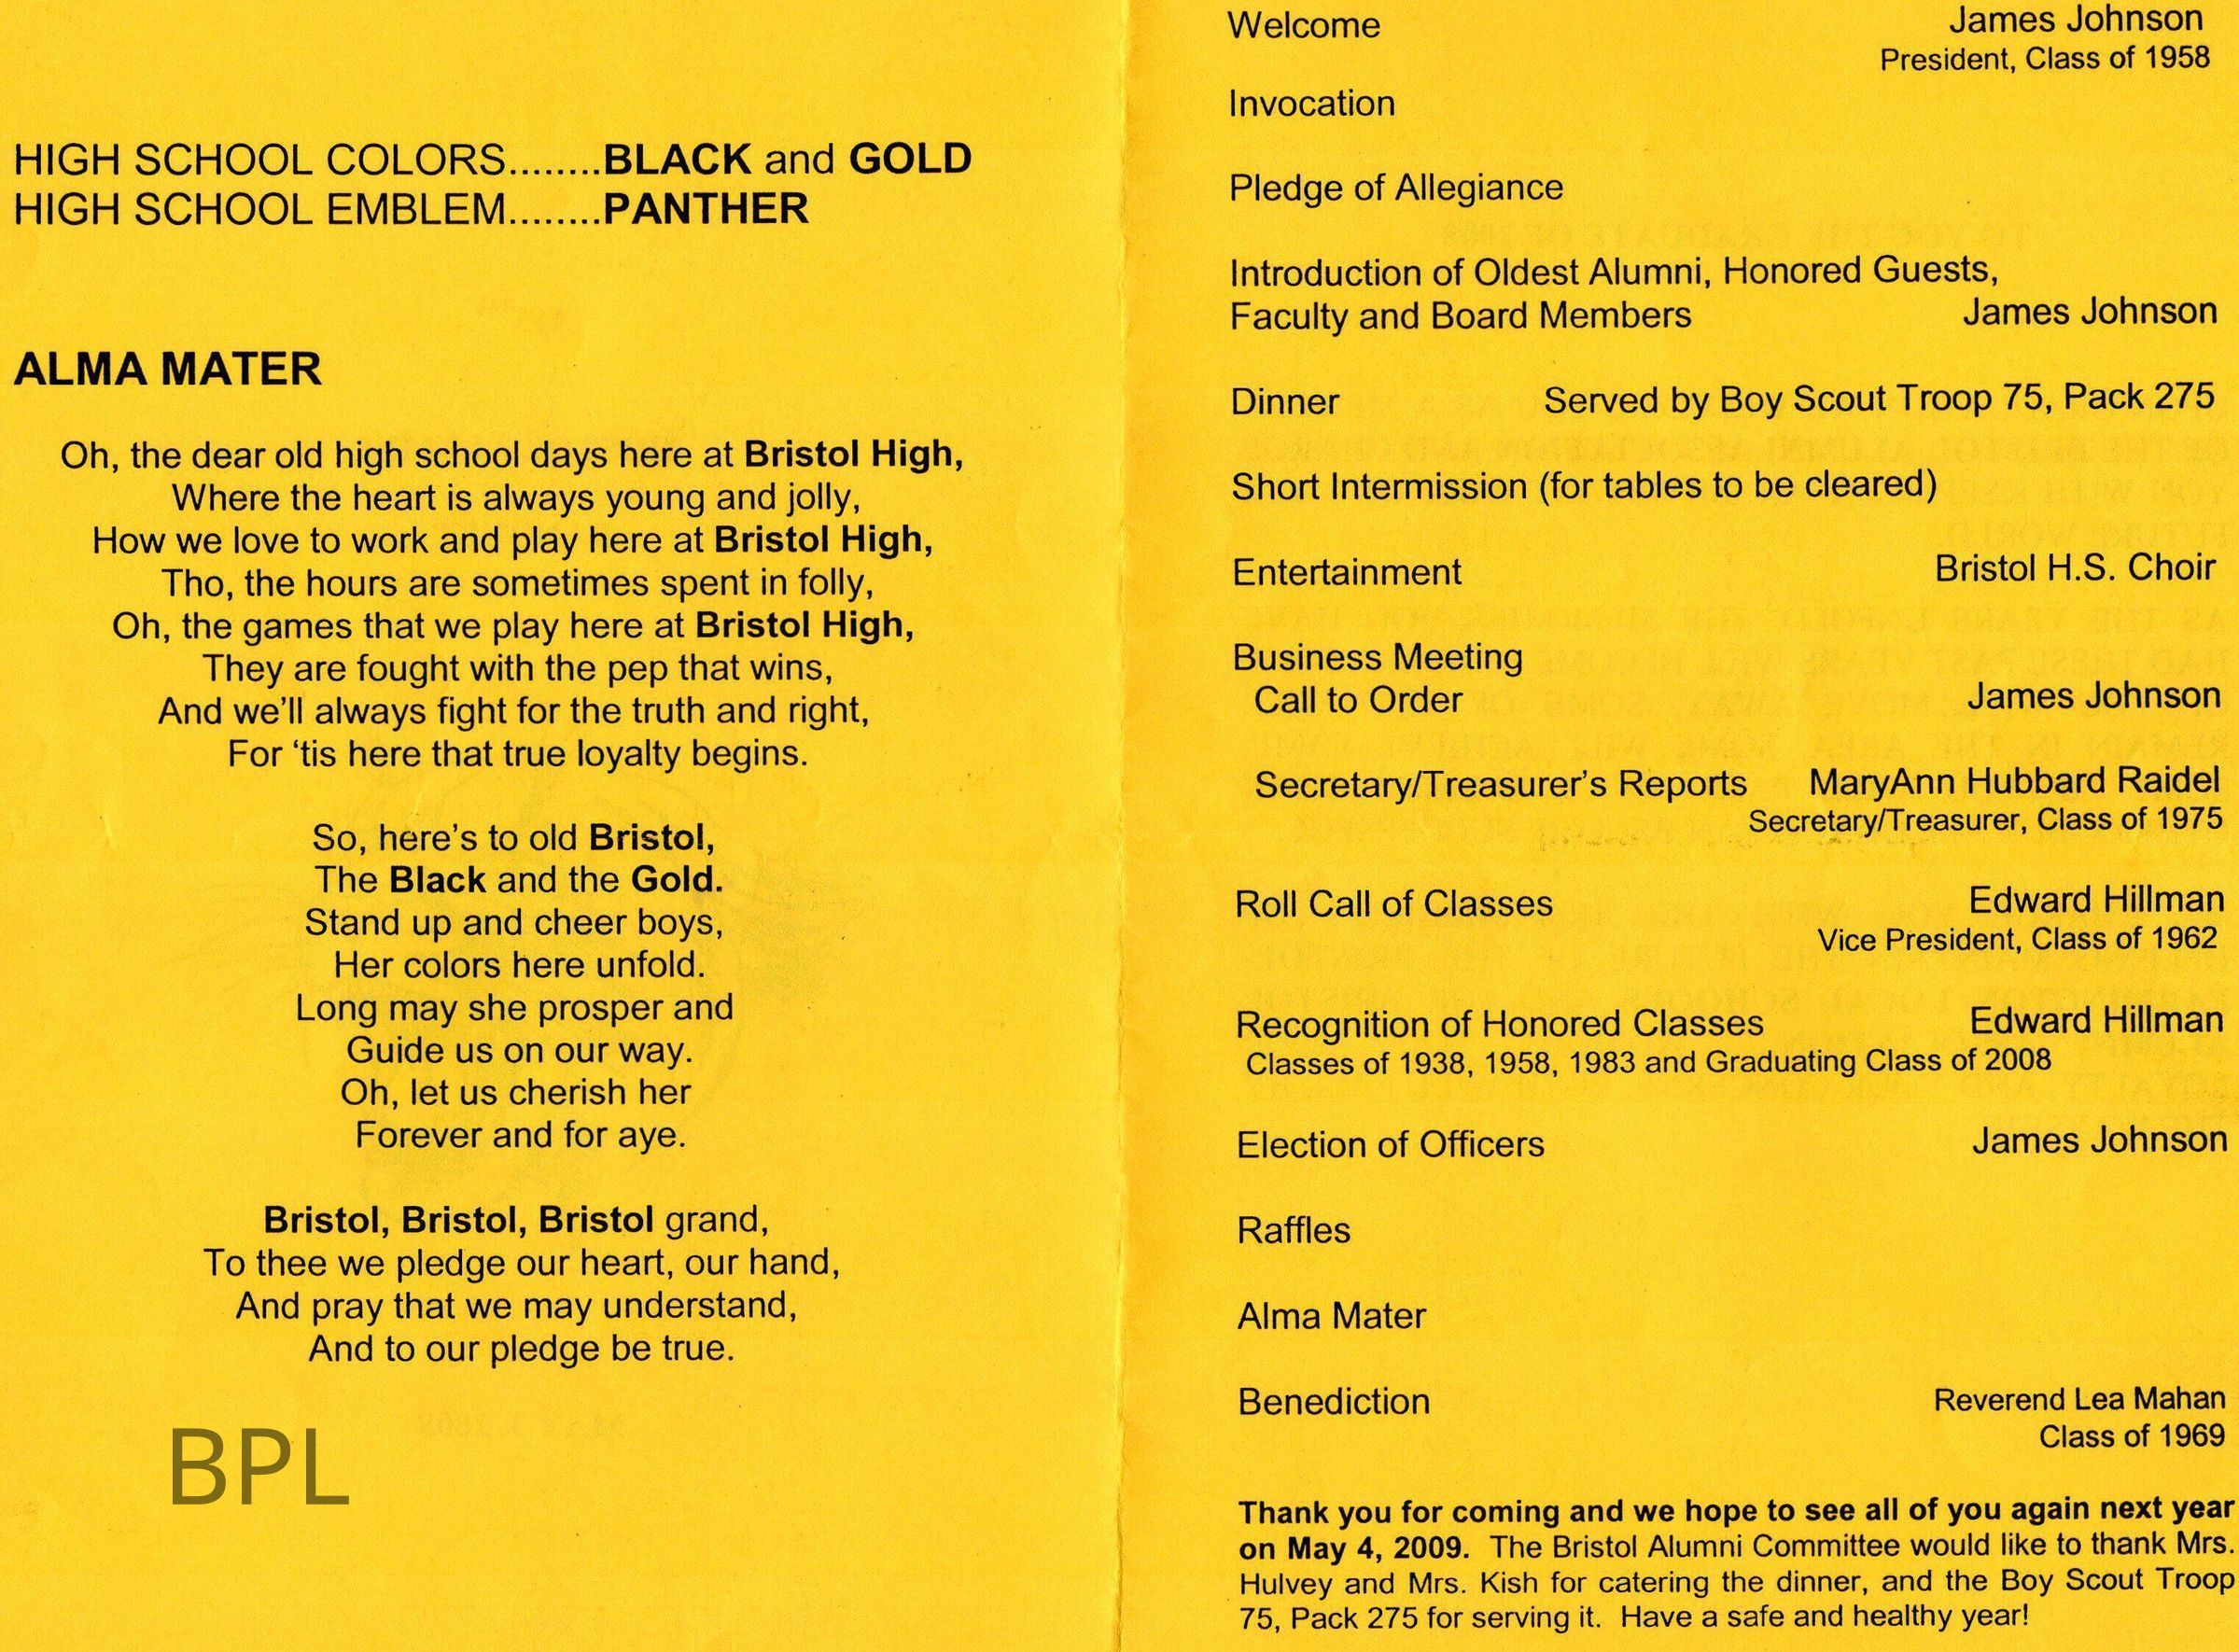 HIGH SCHOOL COLORS........BLACK and GOLD
HIGH SCHOOL EMBLEM........PANTHER
ALMA MATER
Oh, the dear old high school days here at Bristol High,
Where the heart is always young and jolly,
How we love to work and play here at Bristol High,
Tho, the hours are sometimes spent in folly,
Oh, the games that we play here at Bristol High,
They are fought with the pep that wins,
And we'll always fight for the truth and right,
For 'tis here that true loyalty begins.
So, here's to old Bristol,
The Black and the Gold.
Stand up and cheer boys,
Her colors here unfold.
Long may she prosper and
Guide us on our way.
Oh, let us cherish her
Forever and for aye.
Bristol, Bristol, Bristol grand,
To thee we pledge our heart, our hand,
And pray that we may understand,
And to our pledge be true.
BPL
Welcome James Johnson
President, Class of 1958
Invocation
Pledge of Allegiance
Introduction of Oldest Alumni, Honored Guests,
Faculty and Board Members James Johnson
Dinner Served by Boy Scout Troop 75, Pack 275
Short Intermission (for tables to be cleared)
Entertainment Bristol H.S. Choir
Business Meeting
Call to Order James Johnson
Secretary/Treasurer's Reports MaryAnn Hubbard Raidel
Secretary/Treasurer, Class of 1975
Roll Call of Classes Edward Hillman
Vice President, Class of 1962
Recognition of Honored Classes Edward Hillman
Classes of 1938, 1958, 1983 and Graduating Class of 2008
Election of Officers James Johnson
Raffles
Alma Mater
Benediction Reverend Lea Mahan
Class of 1969
Thank you for coming and we hope to see all of you again next year
on May 4, 2009. The Bristol Alumni Committee would like to thank Mrs.
Hulvey and Mrs. Kish for catering the dinner, and the Boy Scout Troop
75, Pack 275 for serving it. Have a safe and healthy year!